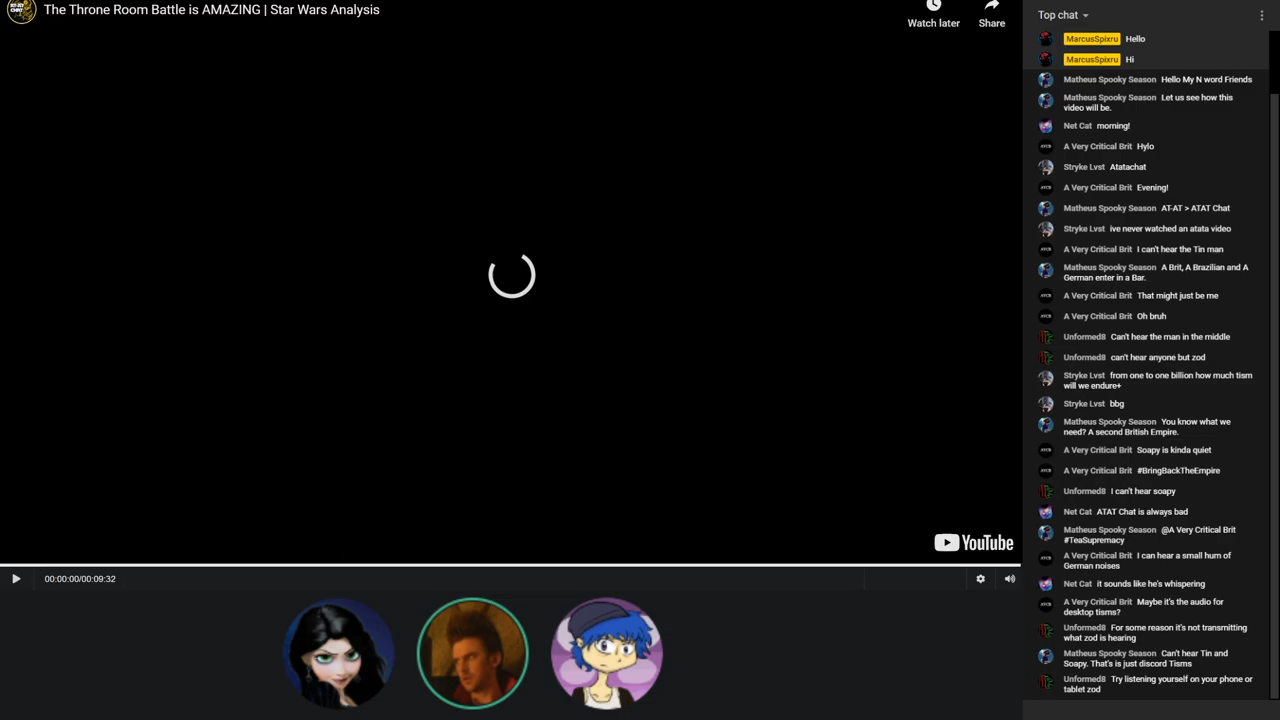 The Throne Room Battle is AMAZING | Star Wars Analysis
Watch later
Share
YouTube
00:00:00/00:09:32
Top chat
MarcusSpixru Hello
MarcusSpixru Hi
Matheus Spooky Season Hello My N word Friends
Matheus Spooky Season Let us see how this
video will be.
Net Cat morning!
A Very Critical Brit Hylo
Stryke Lvst Atatachat
A Very Critical Brit Evening!
Matheus Spooky Season AT-AT > ATAT Chat
Stryke Lvst ive never watched an atata video
A Very Critical Brit I can't hear the Tin man
Matheus Spooky Season A Brit, A Brazilian and A
German enter in a Bar.
A Very Critical Brit That might just be me
A Very Critical Brit Oh bruh
Unformed8 Can't hear the man in the middle
Unformed8 can't hear anyone but zod
Stryke Lvst from one to one billion how much tism
will we endure+
Stryke Lvst bbg
Matheus Spooky Season You know what we
need? A second British Empire.
A Very Critical Brit Soapy is kinda quiet
A Very Critical Brit #BringBackTheEmpire
Unformed8 I can't hear soapy
Net Cat ATAT Chat is always bad
Matheus Spooky Season @A Very Critical Brit
#TeaSupremacy
A Very Critical Brit I can hear a small hum of
German noises
Net Cat it sounds like he's whispering
A Very Critical Brit Maybe it's the audio for
desktop tisms?
Unformed8 For some reason it's not transmitting
what zod is hearing
Matheus Spooky Season Can't hear Tin and
Soapy. That's is just discord Tisms
Unformed8 Try listening yourself on your phone or
tablet zod